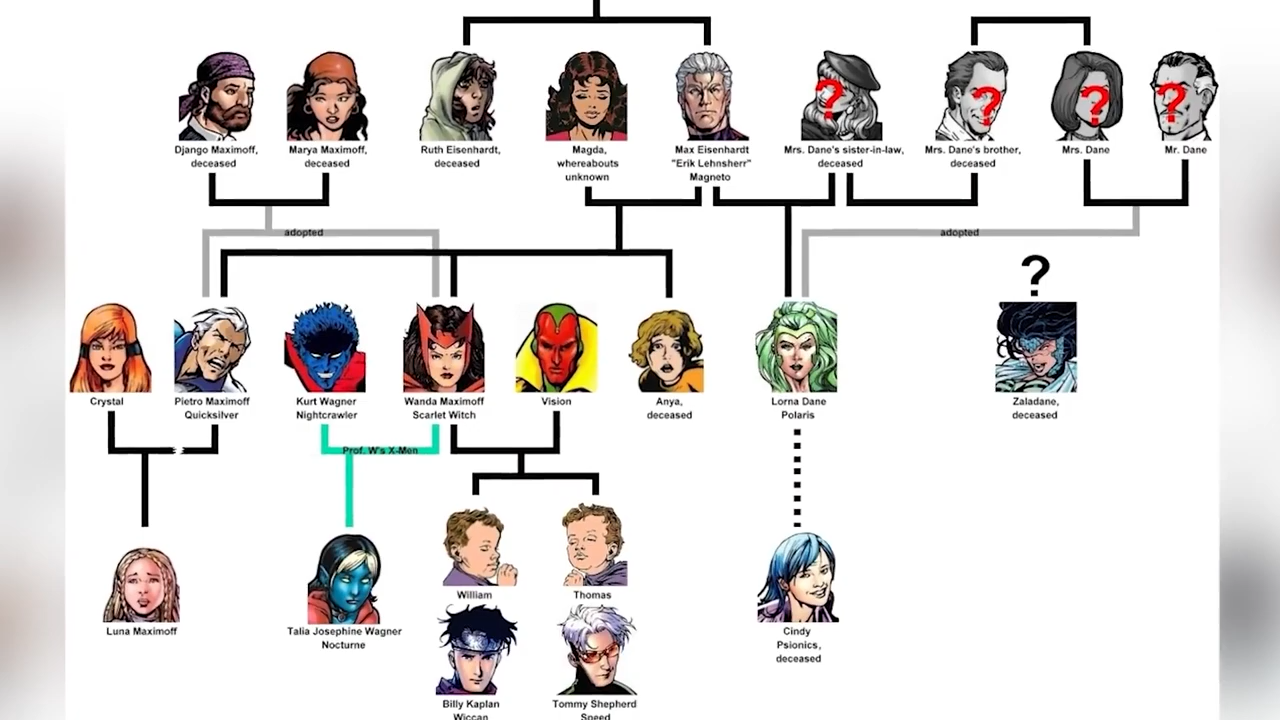 Django Maximoff,
deceased
Marya Maximoff,
deceased
Ruth Eisenhardt,
deceased
Magda,
whereabouts
unknown
Max Eisenhardt
"Erik Lehnsherr"
Magneto
Mrs. Dane's sister-in-law,
deceased
?
Mrs. Dane's brother,
deceased
?
Mrs. Dane
?
Mr. Dane
?
adopted
adopted
?
Crystal
Pietro Maximoff
Quicksilver
Kurt Wagner
Nightcrawler
Wanda Maximoff
Scarlet Witch
Vision
Anya,
deceased
Lorna Dane
Polaris
Zaladane,
deceased
Prof. W's X-Men
Luna Maximoff
Talia Josephine Wagner
Nocturne
William
Thomas
Cindy
Psionics,
deceased
Billy Kaplan
Wiccan
Tommy Shepherd
Speed